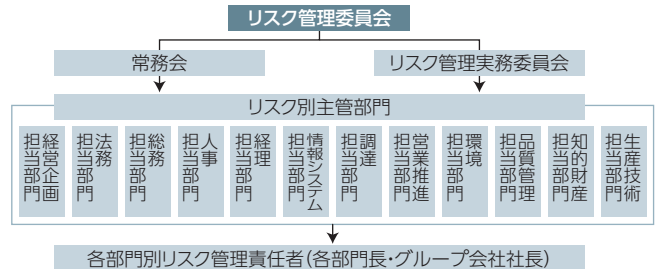 リスク管理委員会
常務会
リスク管理実務委員会
リスク別主管部門
経営企画
担当部門
法務
担当部門
総務
担当部門
人事
担当部門
経理
担当部門
情報システム
担当部門
調達
担当部門
営業推進
担当部門
環境
担当部門
品質管理
担当部門
知的財産
担当部門
生産技術
担当部門
各部門別リスク管理責任者(各部門長・グループ会社社長)